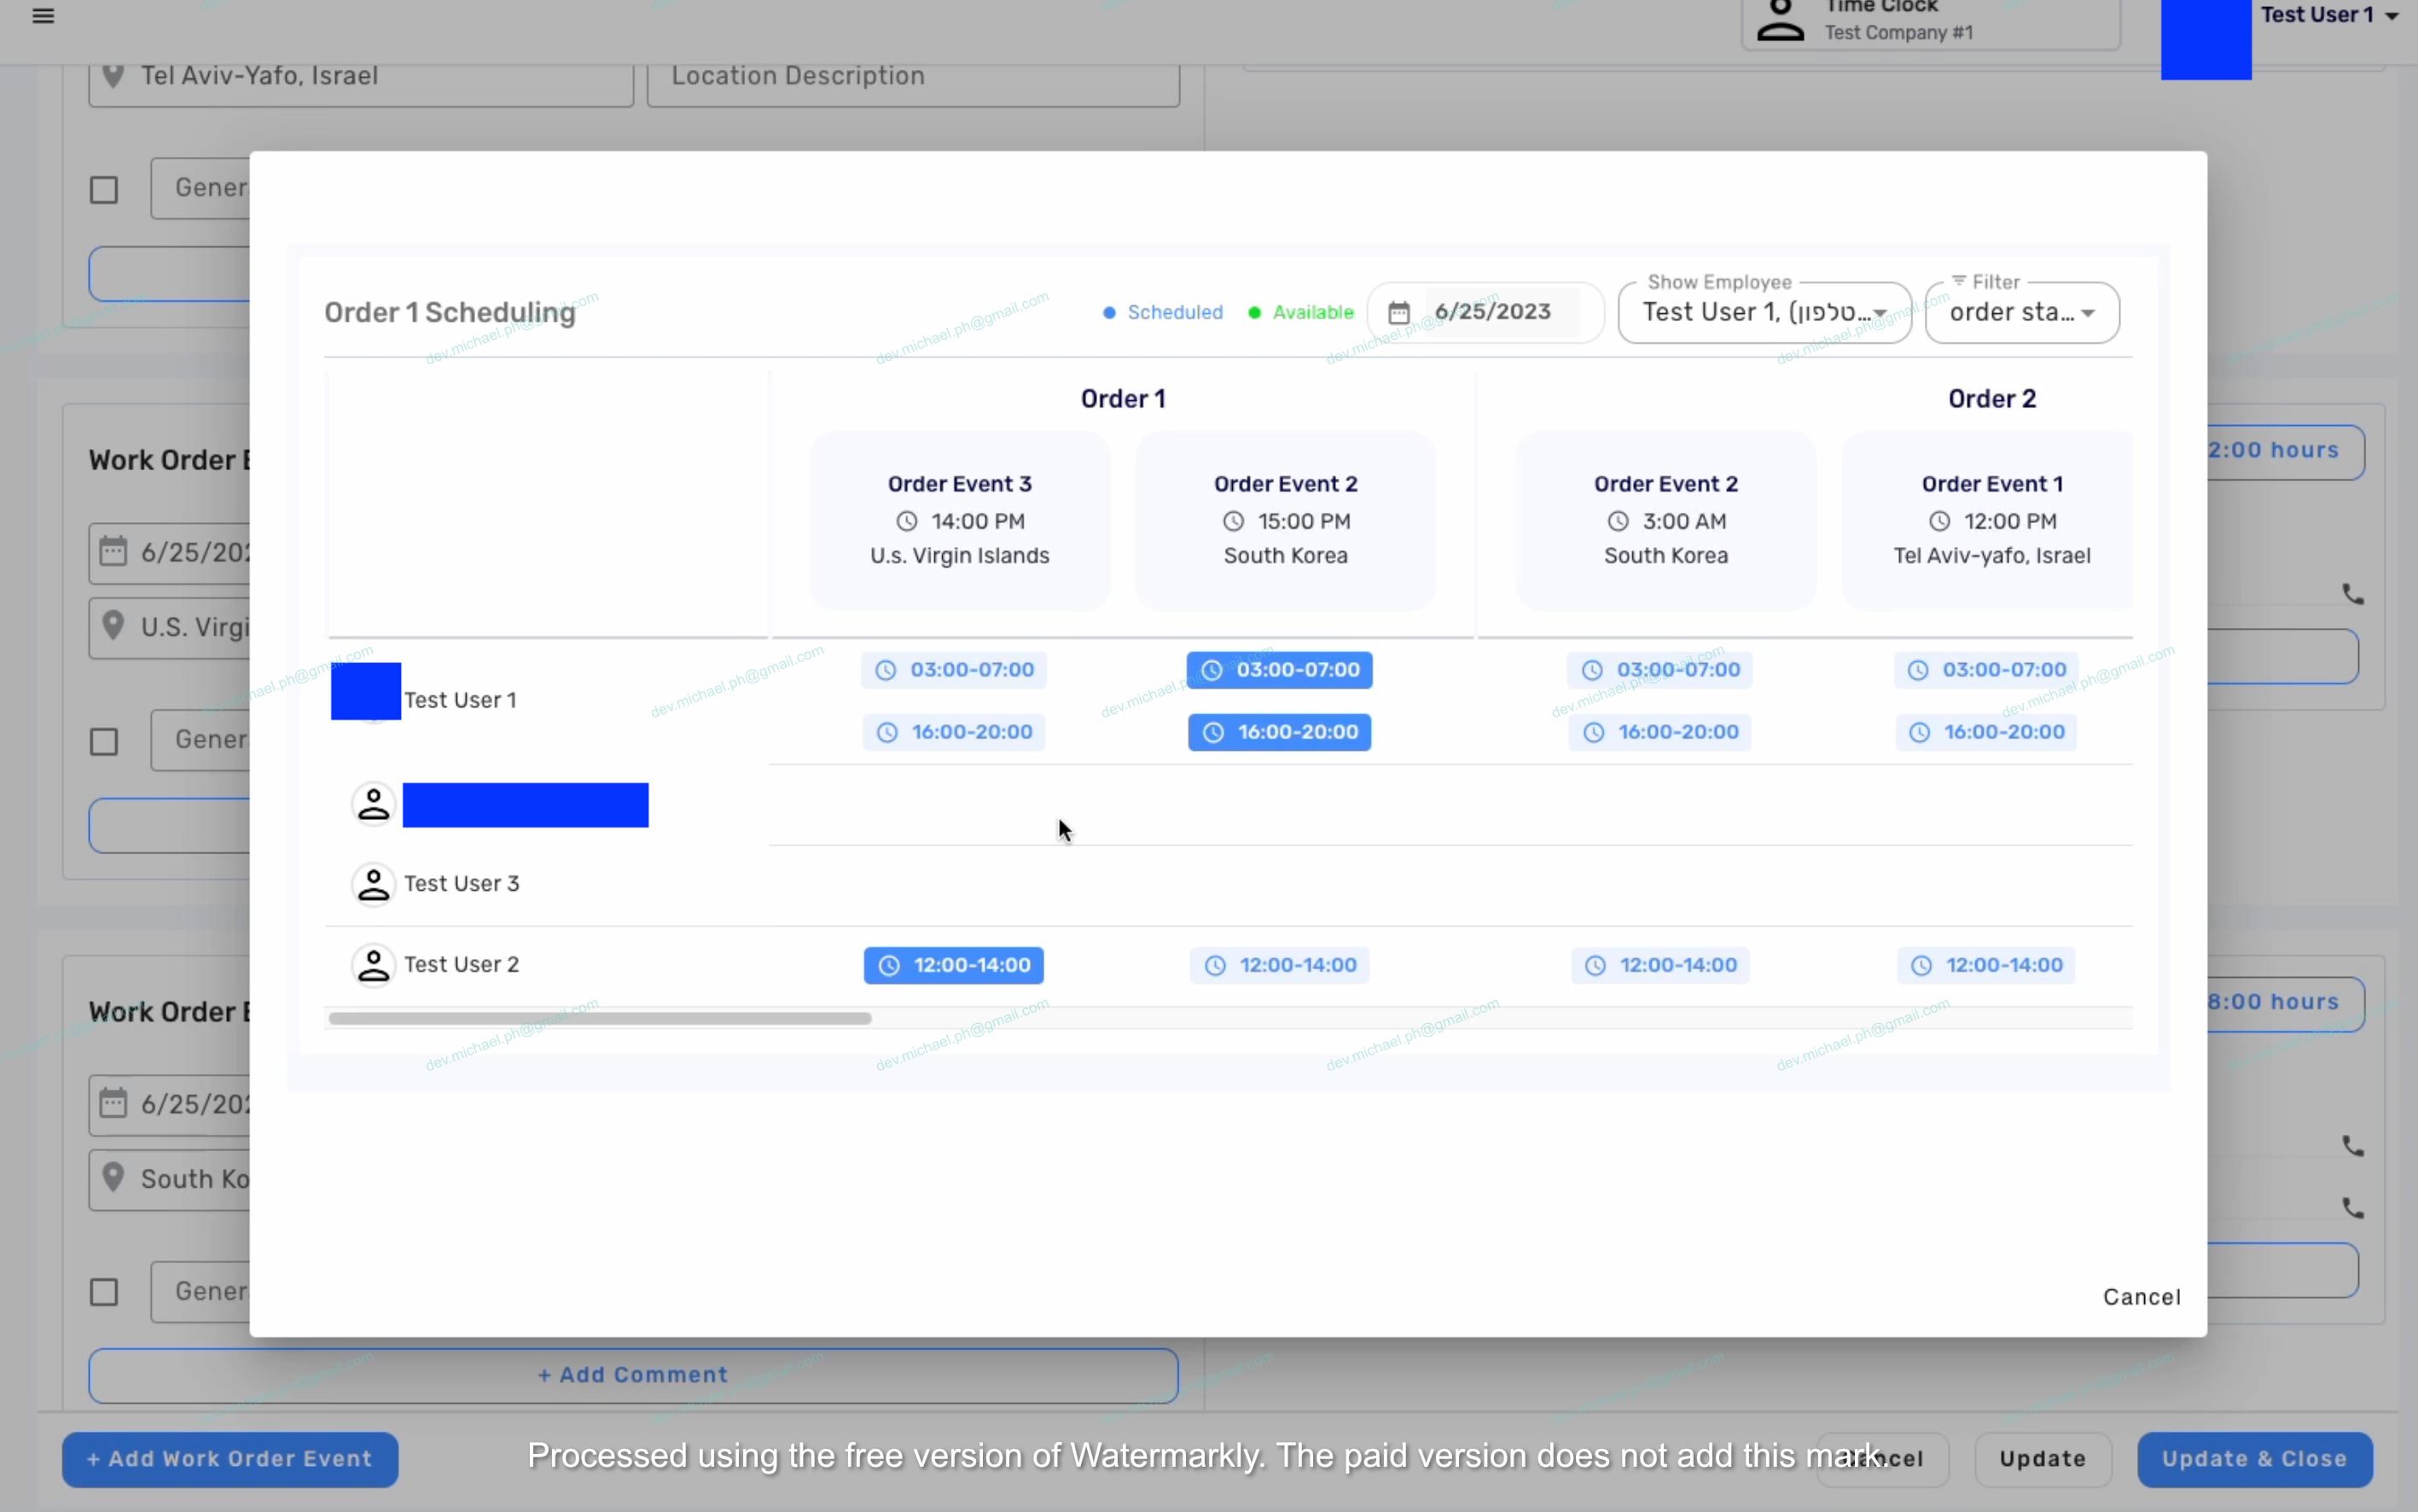 Time Clock
Test Company #1
Test User 1
Tel Aviv-Yafo, Israel
Location Description
Order 1 Scheduling
Scheduled
Available
6/25/2023
Show Employee
Test User 1, (טלפון...
Filter
order sta...
Order 1
Order 2
Order Event 3
14:00 PM
U.s. Virgin Islands
Order Event 2
15:00 PM
South Korea
Order Event 2
3:00 AM
South Korea
Order Event 1
12:00 PM
Tel Aviv-yafo, Israel
Test User 1
03:00-07:00
03:00-07:00
03:00-07:00
03:00-07:00
16:00-20:00
16:00-20:00
16:00-20:00
16:00-20:00
Test User 3
Test User 2
12:00-14:00
12:00-14:00
12:00-14:00
12:00-14:00
Cancel
Gener
Work Order E
2:00 hours
6/25/202
U.S. Virgi
Gener
Work Order E
8:00 hours
6/25/202
South Ko
Gener
+ Add Comment
+ Add Work Order Event
Processed using the free version of Watermarkly. The paid version does not add this mark.
Cancel
Update
Update & Close
dev.michael.ph@gmail.com